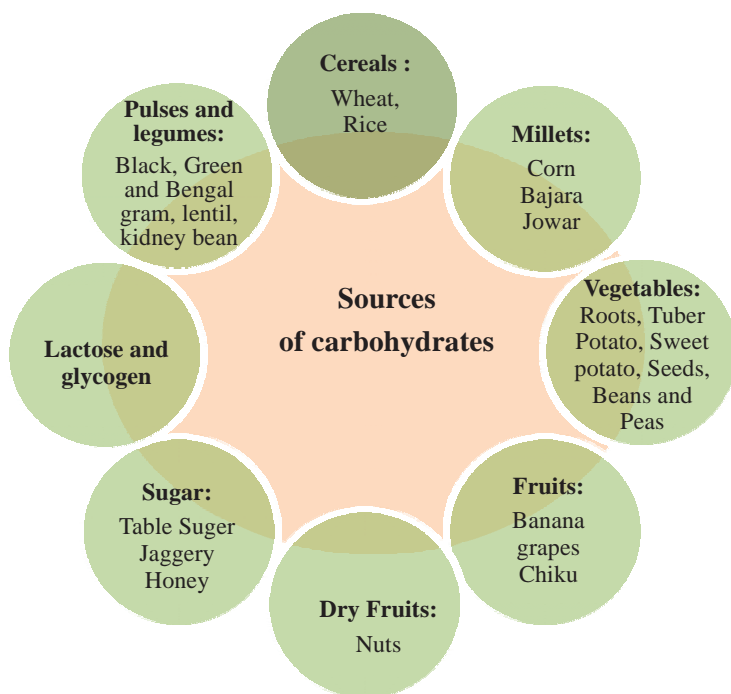 Sources
of carbohydrates
Cereals :
Wheat,
Rice
Millets:
Corn
Bajara
Jowar
Vegetables:
Roots, Tuber
Potato, Sweet
potato, Seeds,
Beans and
Peas
Fruits:
Banana
grapes
Chiku
Dry Fruits:
Nuts
Sugar:
Table Suger
Jaggery
Honey
Lactose and
glycogen
Pulses and
legumes:
Black, Green
and Bengal
gram, lentil,
kidney bean